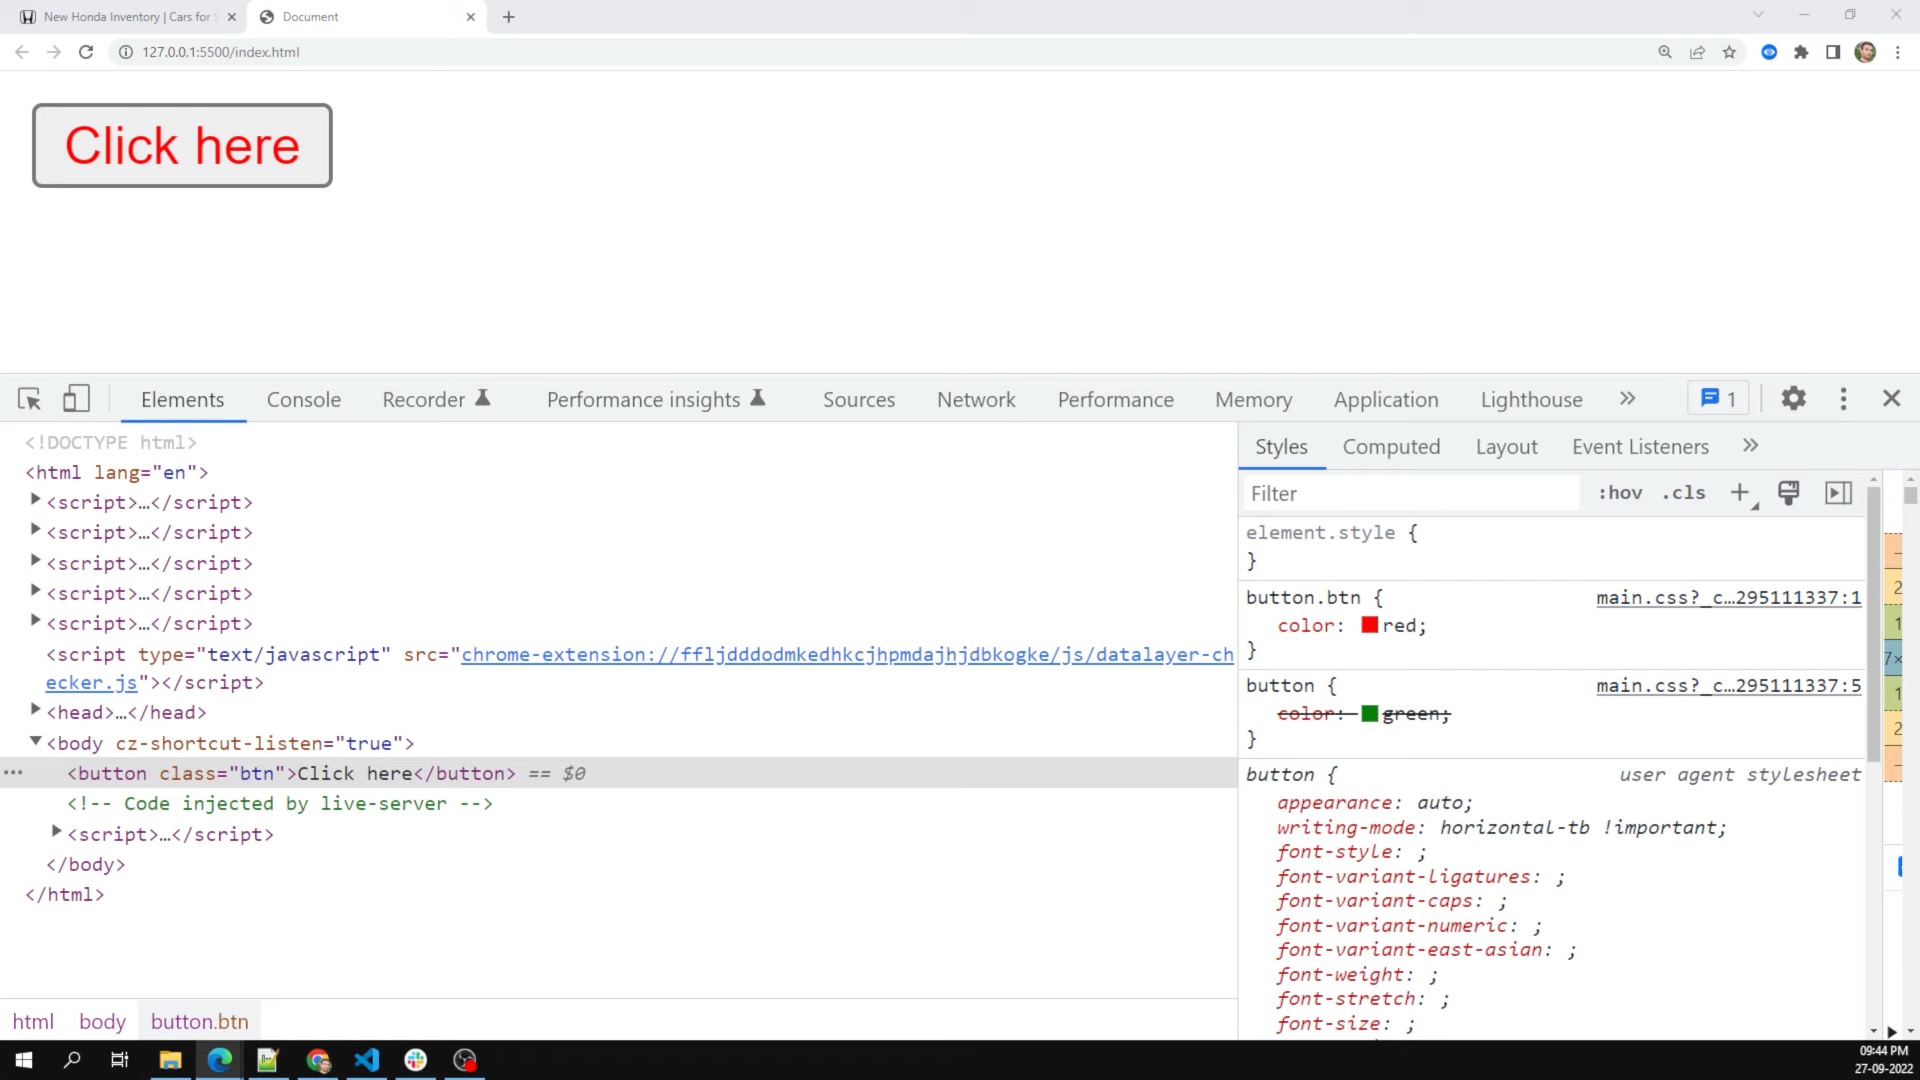 New Honda Inventory | Cars for
Document
127.0.0.1:5500/index.html
Click here
Elements
Console
Recorder
Performance insights
Sources
Network
Performance
Memory
Application
Lighthouse
1
<!DOCTYPE html>
<html lang="en">
<script>…</script>
<script>…</script>
<script>…</script>
<script>…</script>
<script>…</script>
<script type="text/javascript" src="chrome-extension://ffljdddodmkedhkcjhpmdajhjdbkogke/js/datalayer-ch
ecker.js"></script>
<head>…</head>
<body cz-shortcut-listen="true">
<button class="btn">Click here</button> == $0
<!-- Code injected by live-server -->
<script>…</script>
</body>
</html>
html body button.btn
Styles
Computed
Layout
Event Listeners
Filter
:hov .cls
element.style {
}
button.btn { main.css?_c…295111337:1
color: red;
}
button { main.css?_c…295111337:5
color: green;
}
button { user agent stylesheet
appearance: auto;
writing-mode: horizontal-tb !important;
font-style: ;
font-variant-ligatures: ;
font-variant-caps: ;
font-variant-numeric: ;
font-variant-east-asian: ;
font-weight: ;
font-stretch: ;
font-size: ;
09:44 PM
27-09-2022